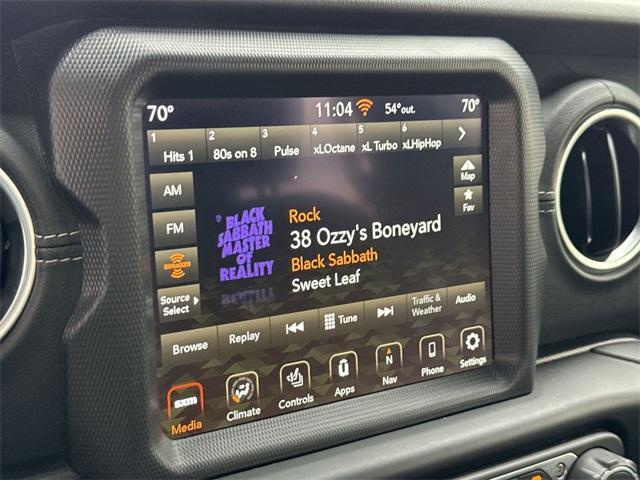 70° 11:04 54°out. 70°
1 2 3 4 5 6
Hits 1 80s on 8 Pulse xLOctane xL Turbo xLHipHop
AM
Map
FM
Fav
BLACK
SABBATH
MASTER
OF
REALITY
Rock
38 Ozzy's Boneyard
Black Sabbath
Sweet Leaf
siriusxm
Source
Select
Browse Replay Tune Traffic &
Weather Audio
sxm
Media Climate Controls Apps Nav Phone Settings
N